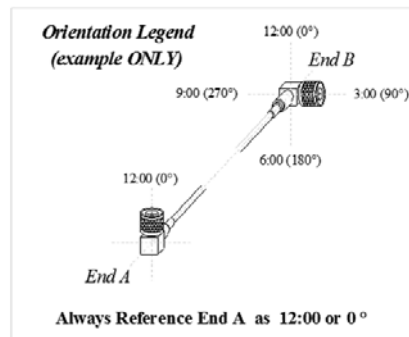 Orientation Legend
(example ONLY)
12:00 (0°)
End B
9:00 (270°)
3:00 (90°)
6:00 (180°)
12:00 (0°)
End A
Always Reference End A as 12:00 or 0 °